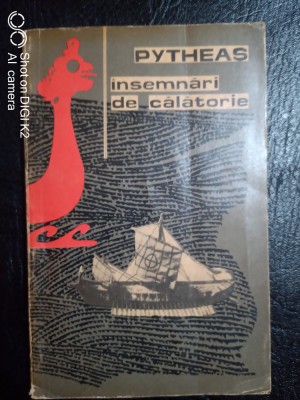 PYTHEAS
însemnări
de călătorie
Shot on DIGI K2
AI camera